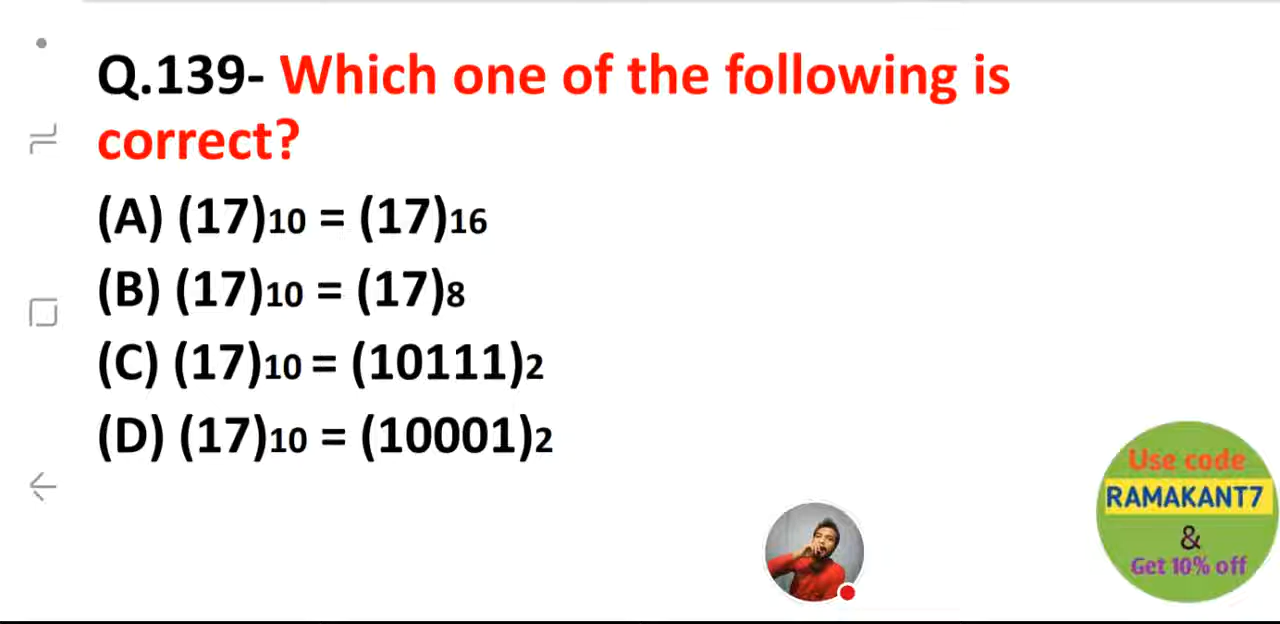 Q.139- Which one of the following is
correct?
(A) (17)10 = (17)16
(B) (17)10 = (17)8
(C) (17)10 = (10111)2
(D) (17)10 = (10001)2
Use code
RAMAKANT7
&
Get 10% off